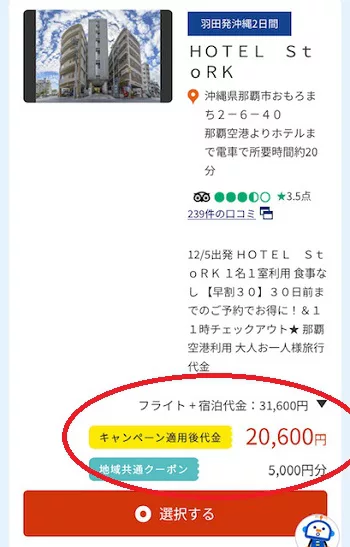 羽田発沖縄2日間
ＨＯＴＥＬ　Ｓｔ
ｏＲＫ
沖縄県那覇市おもろま
ち２－６－４０
那覇空港よりホテルま
で電車で所要時間約20
分
★3.5点
239件の口コミ
12/5出発 ＨＯＴＥＬ　Ｓｔ
ｏＲＫ １名１室利用 食事な
し 【早割３０】３０日前ま
でのご予約でお得に！＆１
１時チェックアウト★ 那覇
空港利用 大人お一人様旅行
代金
フライト + 宿泊代金：31,600円 ▼
キャンペーン適用後代金 20,600円
地域共通クーポン 5,000円分
選択する